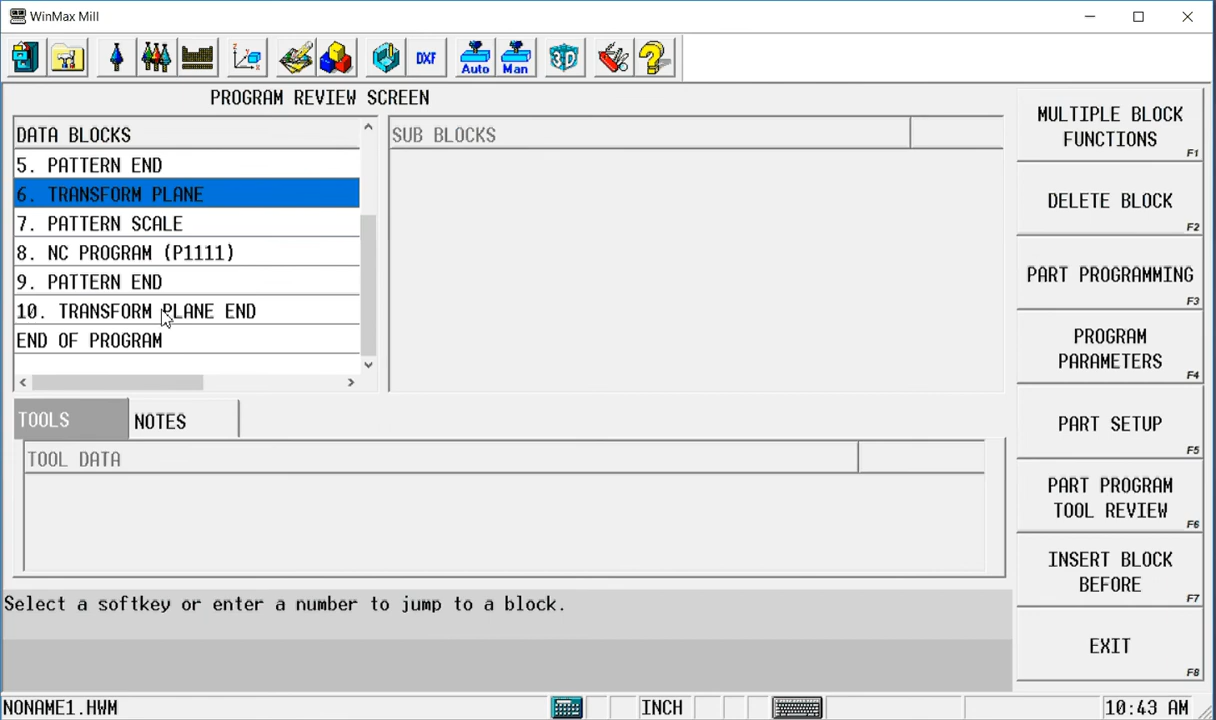 WinMax Mill
DXF
Auto
Man
3D
PROGRAM REVIEW SCREEN
DATA BLOCKS
5. PATTERN END
6. TRANSFORM PLANE
7. PATTERN SCALE
8. NC PROGRAM (P1111)
9. PATTERN END
10. TRANSFORM PLANE END
END OF PROGRAM
SUB BLOCKS
TOOLS
NOTES
TOOL DATA
Select a softkey or enter a number to jump to a block.
MULTIPLE BLOCK
FUNCTIONS
F1
DELETE BLOCK
F2
PART PROGRAMMING
F3
PROGRAM
PARAMETERS
F4
PART SETUP
F5
PART PROGRAM
TOOL REVIEW
F6
INSERT BLOCK
BEFORE
F7
EXIT
F8
NONAME1.HWM
INCH
10:43 AM